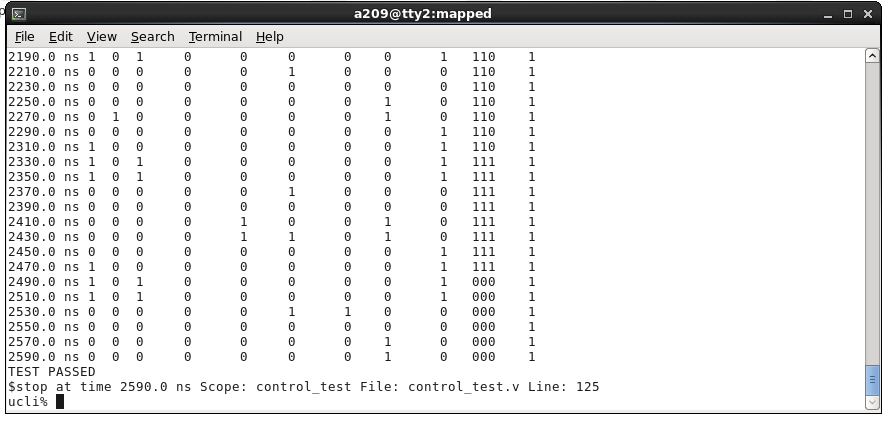 a209@tty2:mapped
File Edit View Search Terminal Help
2190.0 ns 1 0 1 0 0 0 0 0 1 110 1
2210.0 ns 0 0 0 0 0 1 0 0 0 110 1
2230.0 ns 0 0 0 0 0 0 0 0 0 110 1
2250.0 ns 0 0 0 0 0 0 0 1 0 110 1
2270.0 ns 0 1 0 0 0 0 0 1 0 110 1
2290.0 ns 0 0 0 0 0 0 0 0 1 110 1
2310.0 ns 1 0 0 0 0 0 0 0 1 110 1
2330.0 ns 1 0 1 0 0 0 0 0 1 111 1
2350.0 ns 1 0 1 0 0 0 0 0 1 111 1
2370.0 ns 0 0 0 0 0 1 0 0 0 111 1
2390.0 ns 0 0 0 0 0 0 0 0 0 111 1
2410.0 ns 0 0 0 0 1 0 0 1 0 111 1
2430.0 ns 0 0 0 0 1 1 0 1 0 111 1
2450.0 ns 0 0 0 0 0 0 0 0 1 111 1
2470.0 ns 1 0 0 0 0 0 0 0 1 111 1
2490.0 ns 1 0 1 0 0 0 0 0 1 000 1
2510.0 ns 1 0 1 0 0 0 0 0 1 000 1
2530.0 ns 0 0 0 0 0 1 1 0 0 000 1
2550.0 ns 0 0 0 0 0 0 0 0 0 000 1
2570.0 ns 0 0 0 0 0 0 0 1 0 000 1
2590.0 ns 0 0 0 0 0 0 0 1 0 000 1
TEST PASSED
$stop at time 2590.0 ns Scope: control_test File: control_test.v Line: 125
ucli%